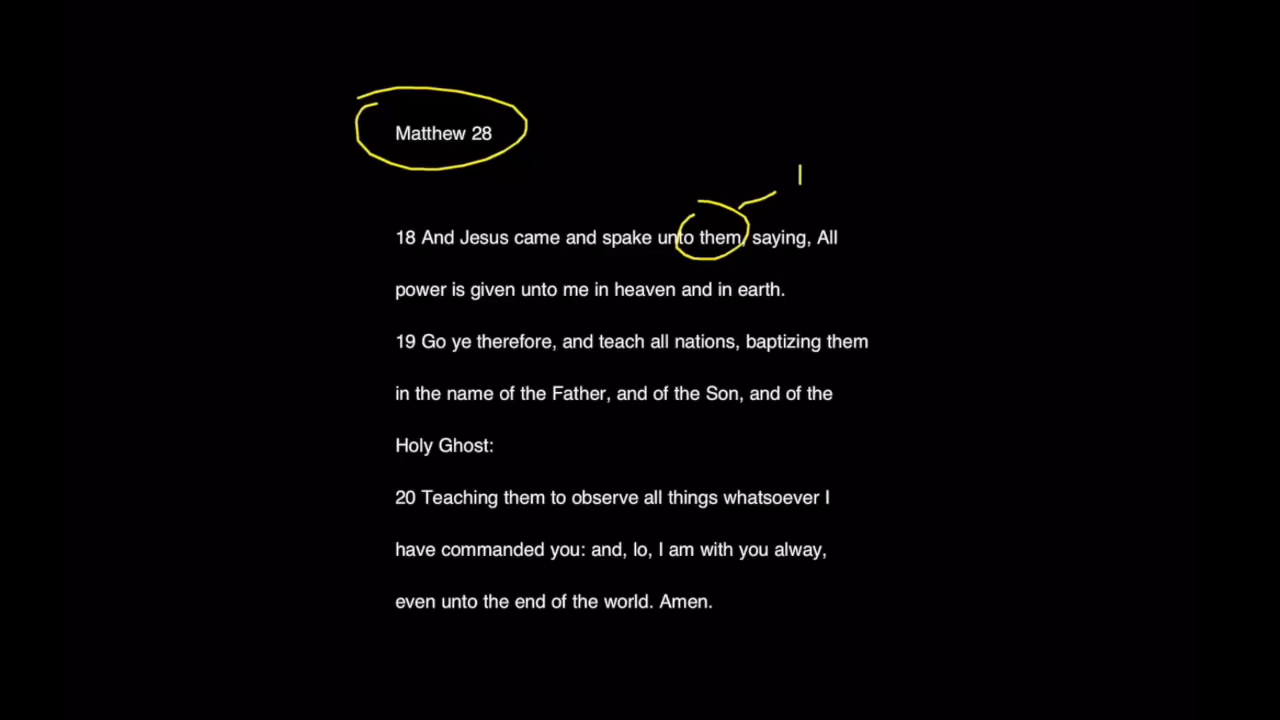 Matthew 28
18 And Jesus came and spake unto them, saying, All
power is given unto me in heaven and in earth.
19 Go ye therefore, and teach all nations, baptizing them
in the name of the Father, and of the Son, and of the
Holy Ghost:
20 Teaching them to observe all things whatsoever I
have commanded you: and, lo, I am with you alway,
even unto the end of the world. Amen.